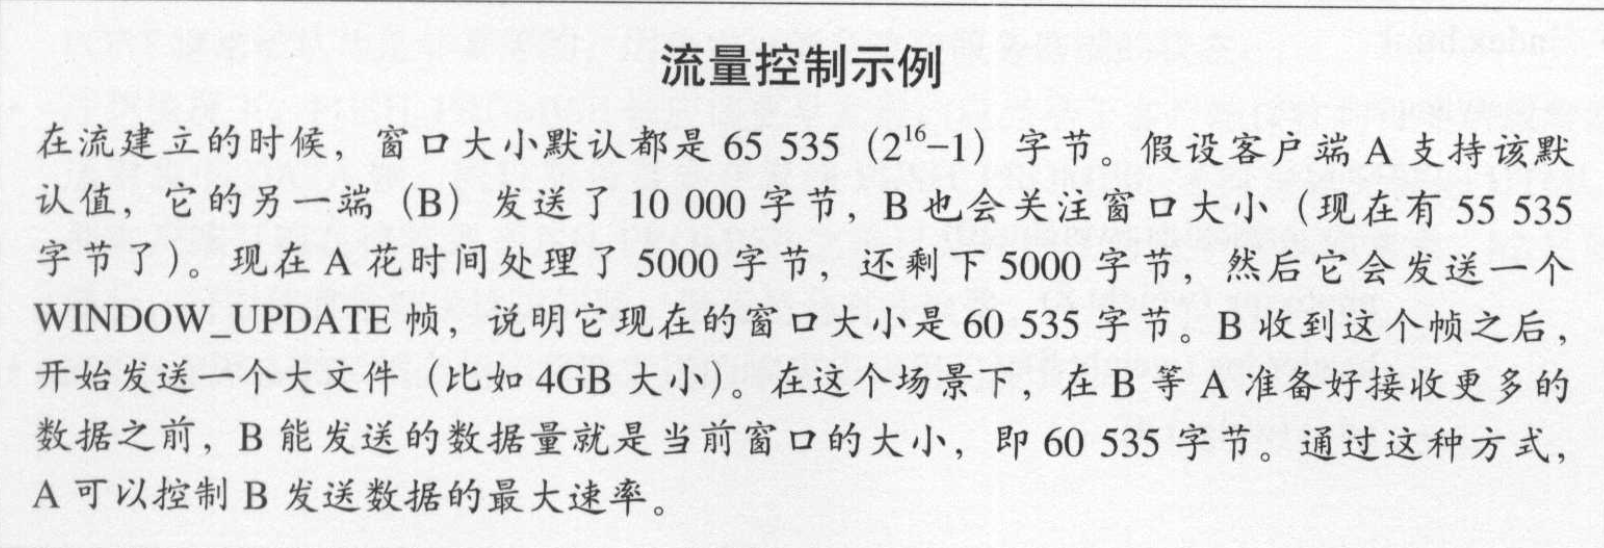 流量控制示例
在流建立的时候，窗口大小默认都是 65 535（2¹⁶–1）字节。假设客户端 A 支持该默
认值，它的另一端（B）发送了 10 000 字节，B 也会关注窗口大小（现在有 55 535
字节了）。现在 A 花时间处理了 5000 字节，还剩下 5000 字节，然后它会发送一个
WINDOW_UPDATE 帧，说明它现在的窗口大小是 60 535 字节。B 收到这个帧之后，
开始发送一个大文件（比如 4GB 大小）。在这个场景下，在 B 等 A 准备好接收更多的
数据之前，B 能发送的数据量就是当前窗口的大小，即 60 535 字节。通过这种方式，
A 可以控制 B 发送数据的最大速率。